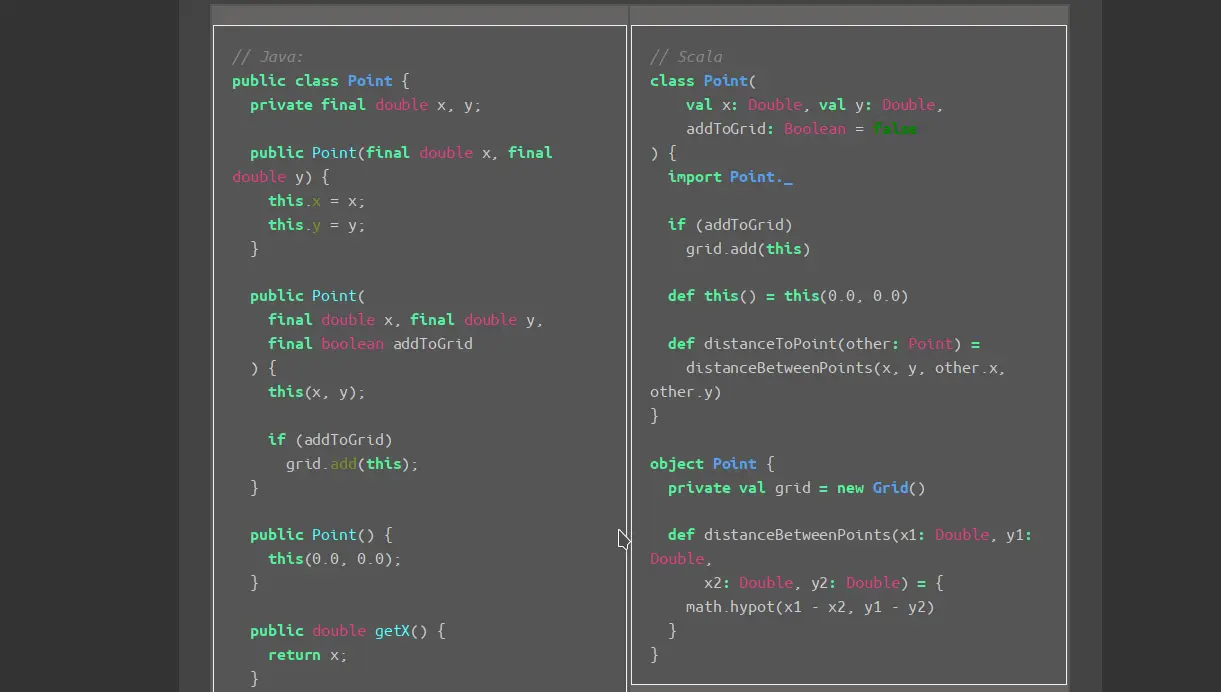 // Java:
public class Point {
private final double x, y;
public Point(final double x, final
double y) {
this.x = x;
this.y = y;
}
public Point(
final double x, final double y,
final boolean addToGrid
) {
this(x, y);
if (addToGrid)
grid.add(this);
}
public Point() {
this(0.0, 0.0);
}
public double getX() {
return x;
}
// Scala
class Point(
val x: Double, val y: Double,
addToGrid: Boolean = False
) {
import Point._
if (addToGrid)
grid.add(this)
def this() = this(0.0, 0.0)
def distanceToPoint(other: Point) =
distanceBetweenPoints(x, y, other.x,
other.y)
}
object Point {
private val grid = new Grid()
def distanceBetweenPoints(x1: Double, y1:
Double,
x2: Double, y2: Double) = {
math.hypot(x1 - x2, y1 - y2)
}
}